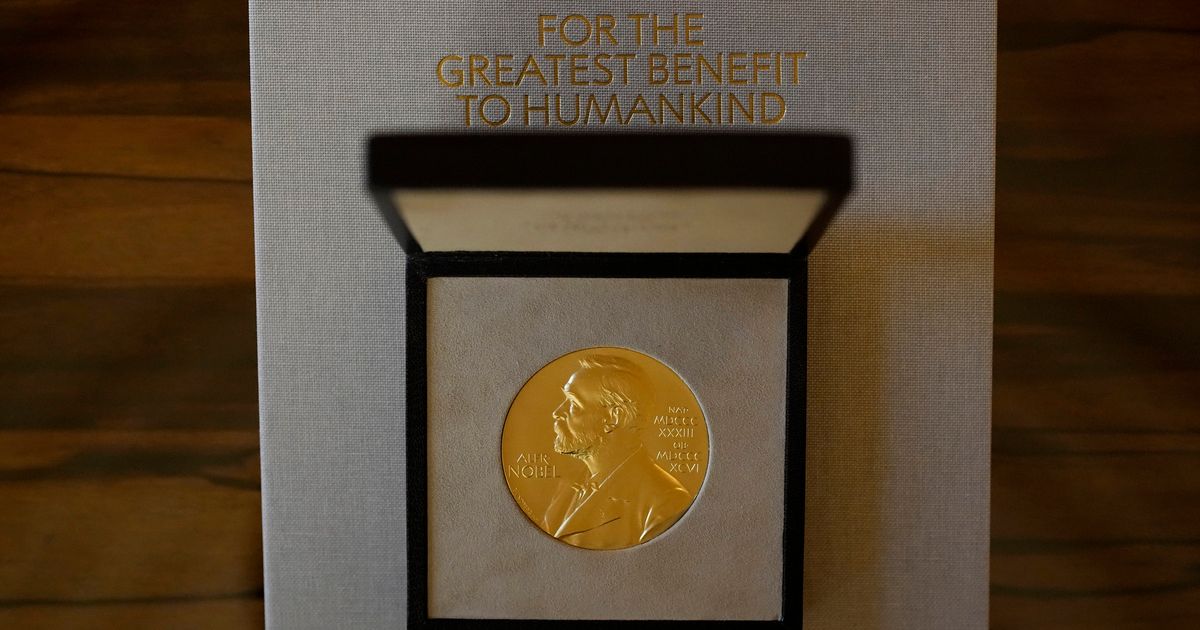 FOR THE
GREATEST BENEFIT
TO HUMANKIND
ALFR.
NOBEL
NAT.
MDCCC
XXXIII
OB.
MDCCC
XCVI